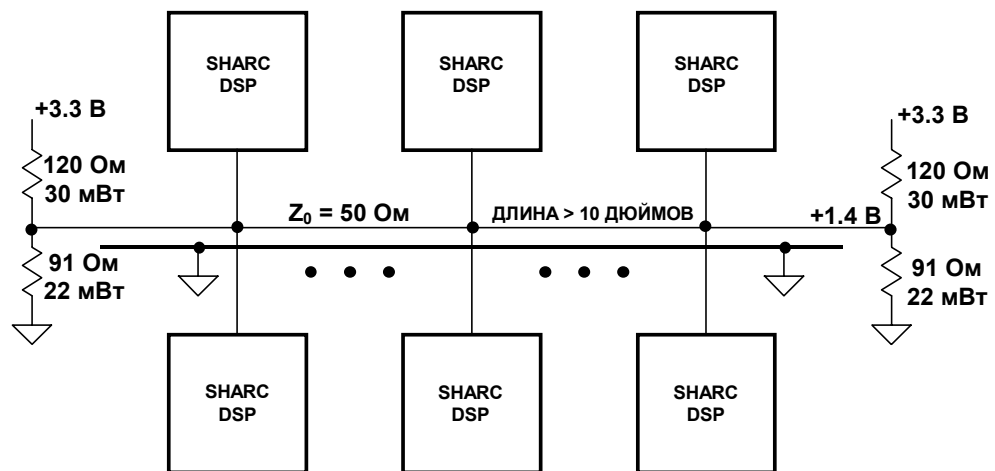 SHARC
DSP
SHARC
DSP
SHARC
DSP
+3.3 В
120 Ом
30 мВт
+3.3 В
120 Ом
30 мВт
Z0 = 50 Ом
ДЛИНА > 10 ДЮЙМОВ
+1.4 В
91 Ом
22 мВт
91 Ом
22 мВт
SHARC
DSP
SHARC
DSP
SHARC
DSP